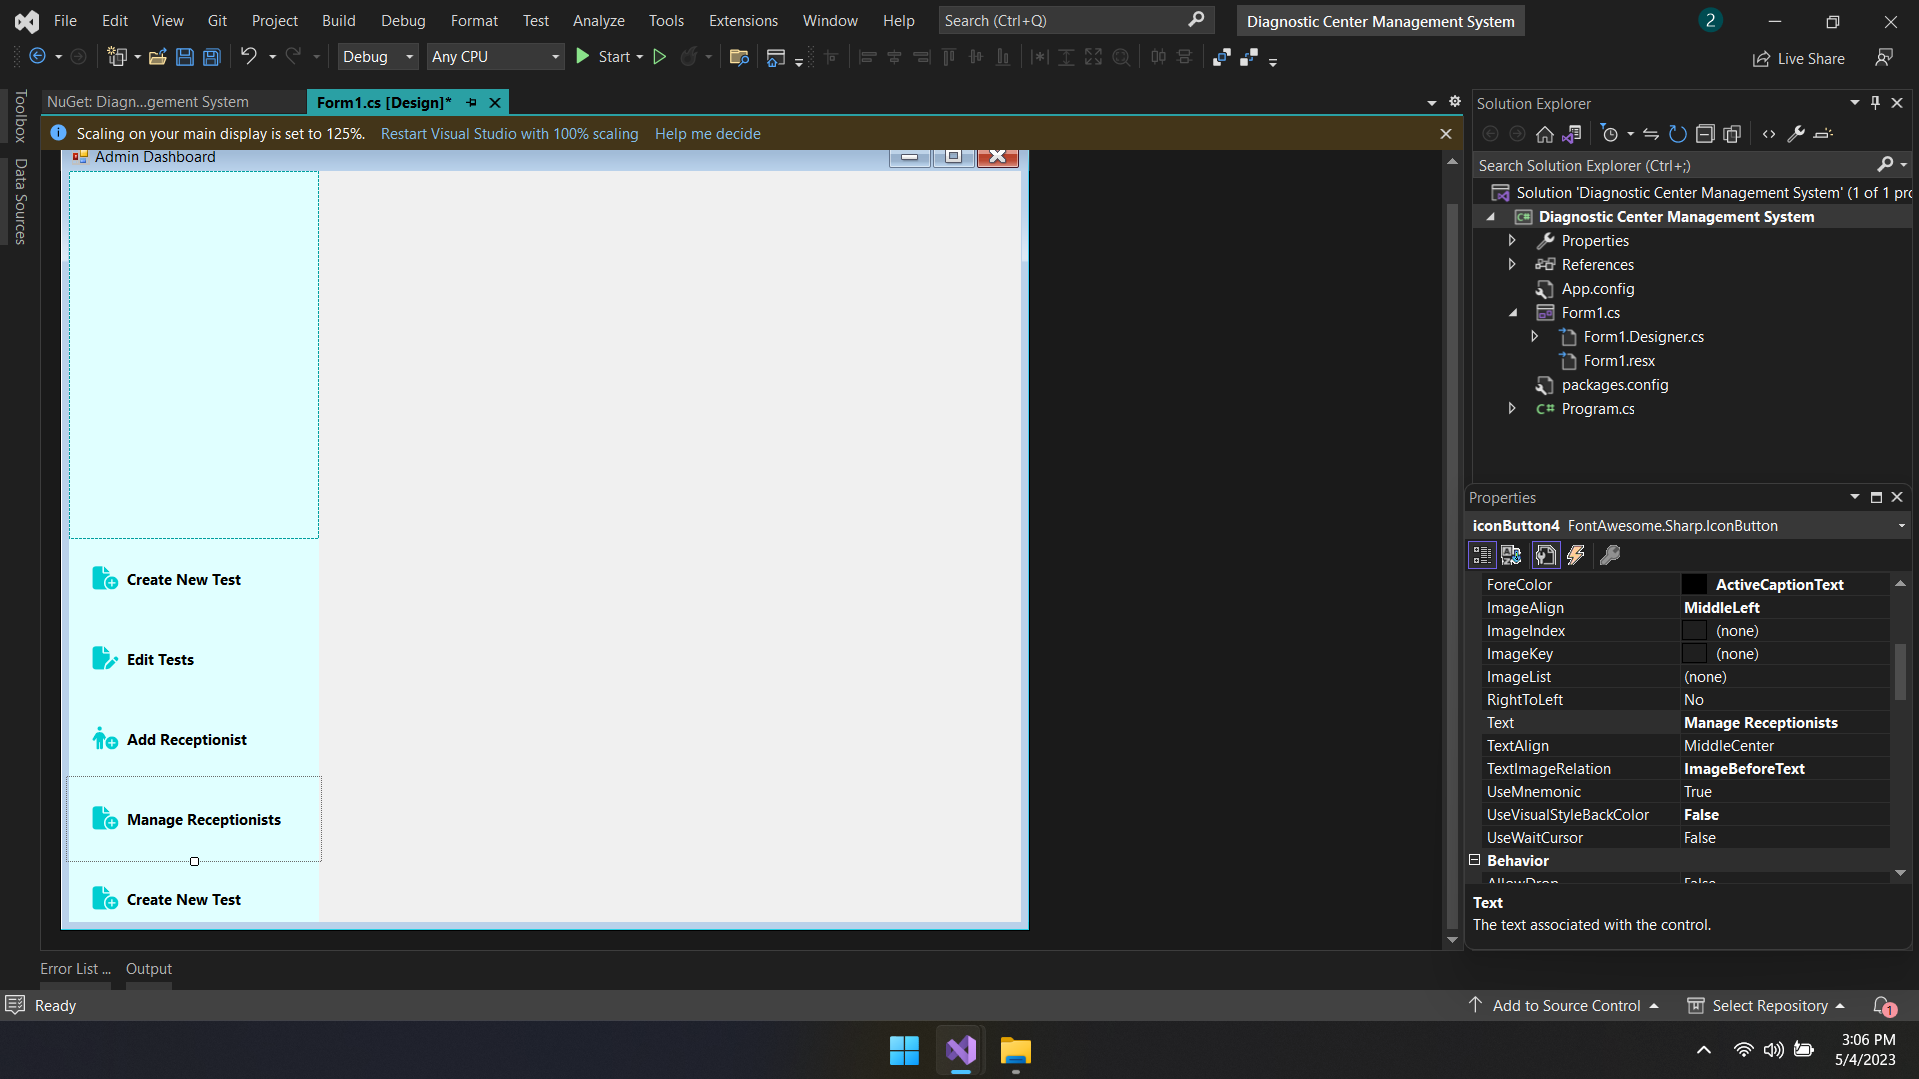 File Edit View Git Project Build Debug Format Test Analyze Tools Extensions Window Help Search (Ctrl+Q) Diagnostic Center Management System 2
Debug Any CPU Start Live Share
Toolbox
Data Sources
NuGet: Diagn...gement System Form1.cs [Design]*
Scaling on your main display is set to 125%. Restart Visual Studio with 100% scaling Help me decide
Admin Dashboard
Create New Test
Edit Tests
Add Receptionist
Manage Receptionists
Create New Test
Solution Explorer
Search Solution Explorer (Ctrl+;)
Solution 'Diagnostic Center Management System' (1 of 1 pro
C# Diagnostic Center Management System
Properties
References
App.config
Form1.cs
Form1.Designer.cs
Form1.resx
packages.config
C# Program.cs
Properties
iconButton4 FontAwesome.Sharp.IconButton
ForeColor ActiveCaptionText
ImageAlign MiddleLeft
ImageIndex (none)
ImageKey (none)
ImageList (none)
RightToLeft No
Text Manage Receptionists
TextAlign MiddleCenter
TextImageRelation ImageBeforeText
UseMnemonic True
UseVisualStyleBackColor False
UseWaitCursor False
Behavior
AllowDrop False
Text
The text associated with the control.
Error List ... Output
Ready Add to Source Control Select Repository 1
3:06 PM
5/4/2023